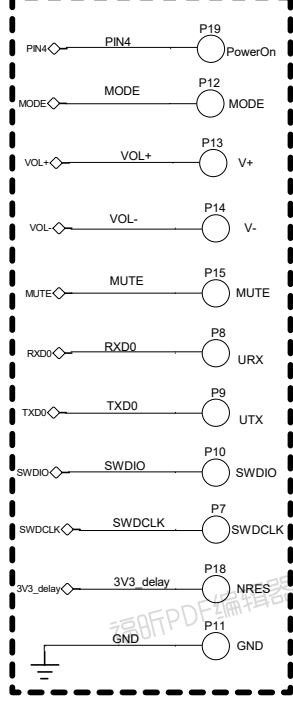 P19
PIN4 PIN4 PowerOn
P12
MODE MODE MODE
P13
VOL+ VOL+ V+
P14
VOL- VOL- V-
P15
MUTE MUTE MUTE
P8
RXD0 RXD0 URX
P9
TXD0 TXD0 UTX
P10
SWDIO SWDIO SWDIO
P7
SWDCLK SWDCLK SWDCLK
P18
3V3_delay 3V3_delay NRES
福昕PDF编辑器
P11
GND GND